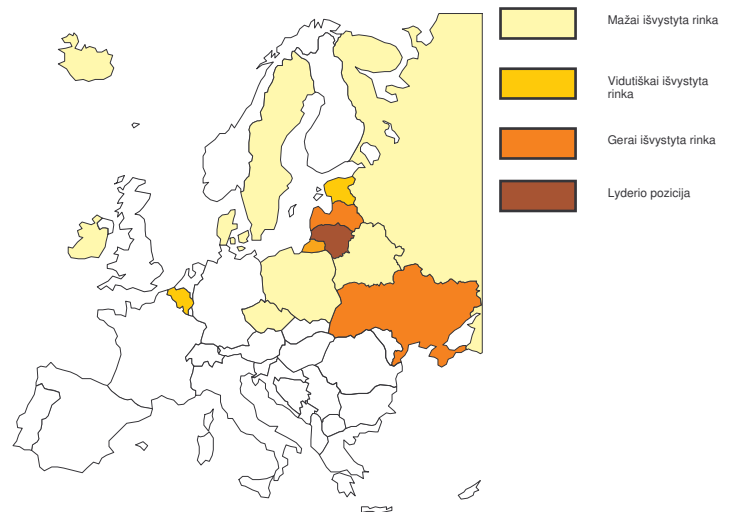 Mažai išvystyta rinka
Vidutiškai išvystyta
rinka
Gerai išvystyta rinka
Lyderio pozicija